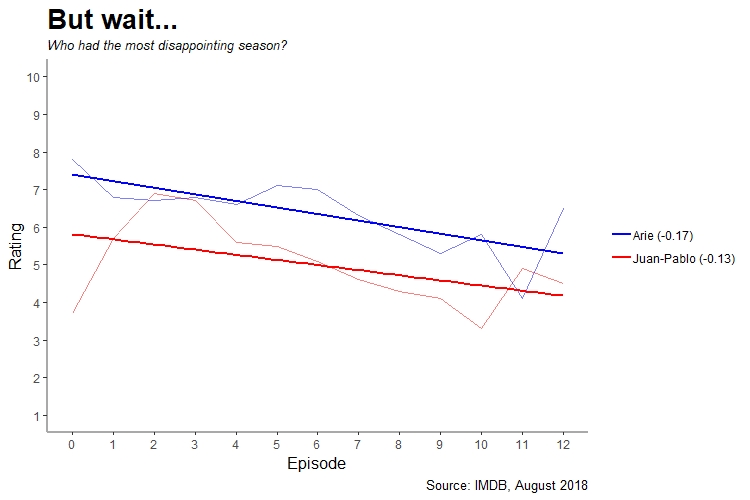 But wait...
Who had the most disappointing season?
10
9
8
7
6
5
4
3
2
1
Rating
0 1 2 3 4 5 6 7 8 9 10 11 12
Episode
Arie (-0.17)
Juan-Pablo (-0.13)
Source: IMDB, August 2018